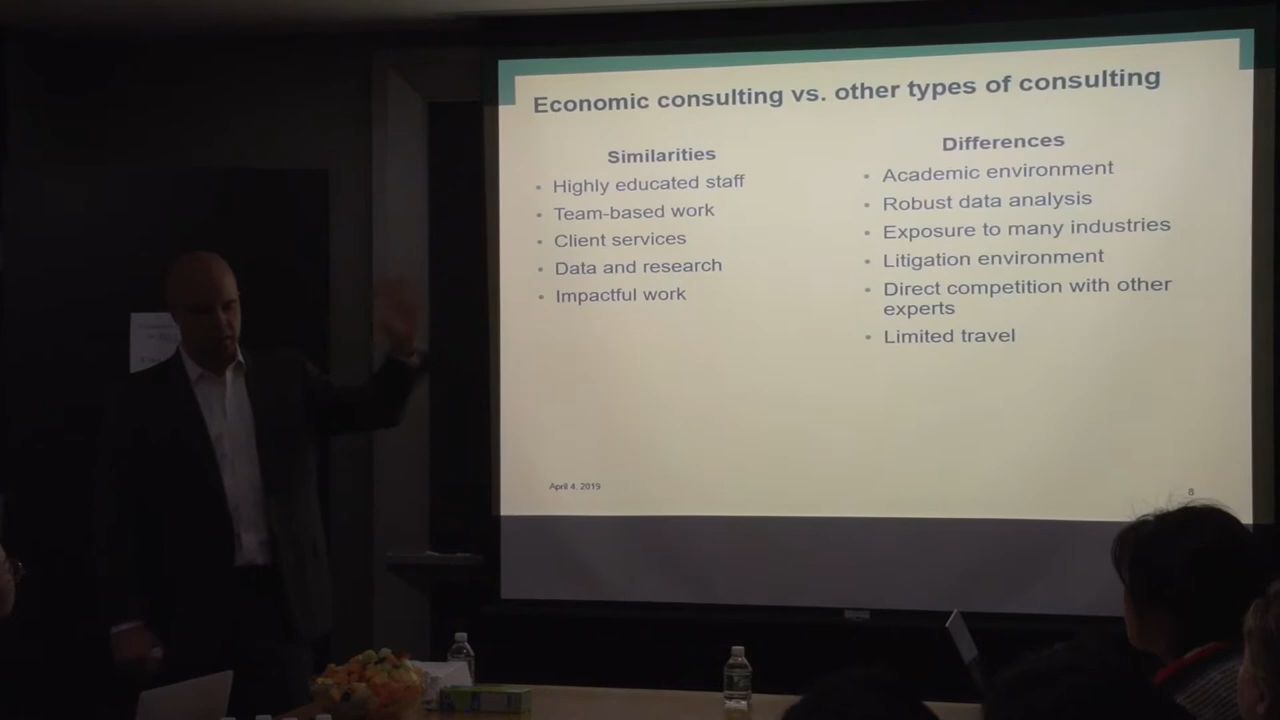 Economic consulting vs. other types of consulting
Similarities
• Highly educated staff
• Team-based work
• Client services
• Data and research
• Impactful work
Differences
• Academic environment
• Robust data analysis
• Exposure to many industries
• Litigation environment
• Direct competition with other
experts
• Limited travel
April 4, 2019
8